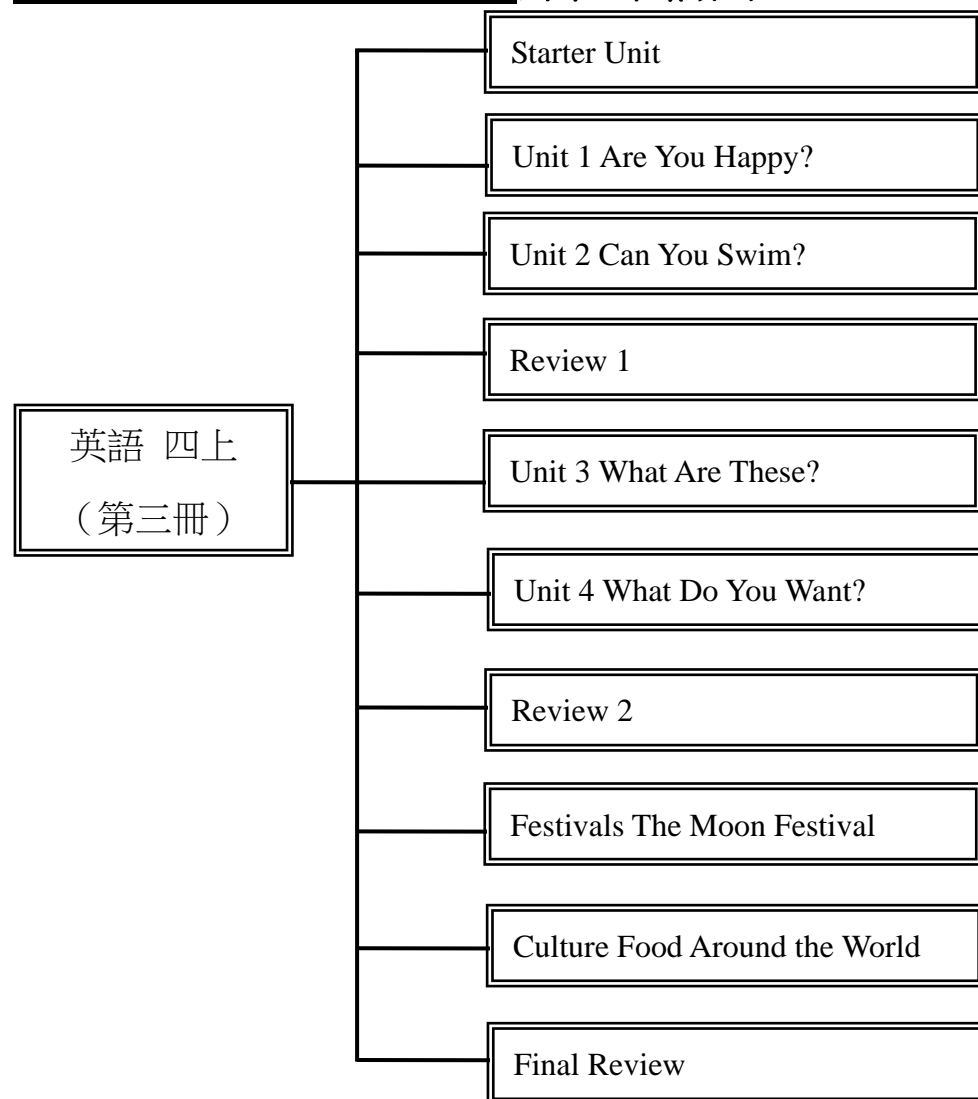 Starter Unit
Unit 1 Are You Happy?
Unit 2 Can You Swim?
Review 1
英語 四上
（第三冊）
Unit 3 What Are These?
Unit 4 What Do You Want?
Review 2
Festivals The Moon Festival
Culture Food Around the World
Final Review